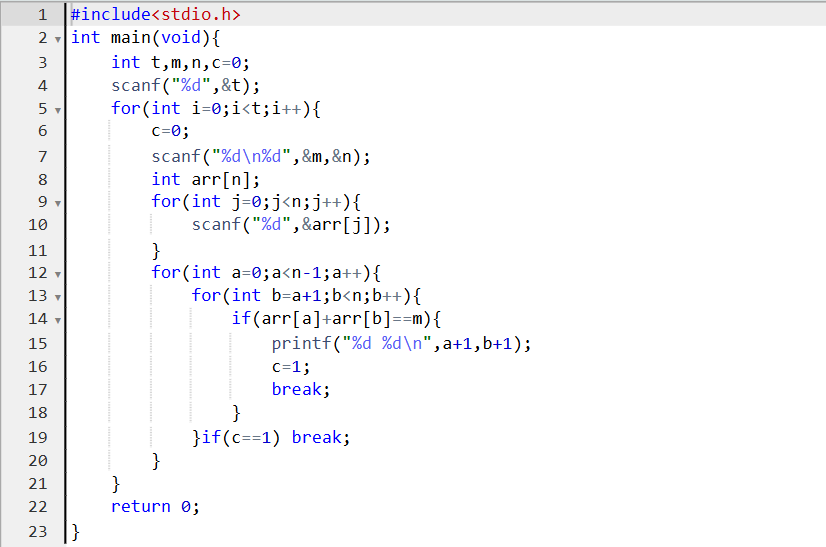 1 #include<stdio.h>
2 int main(void){
3     int t,m,n,c=0;
4     scanf("%d",&t);
5     for(int i=0;i<t;i++){
6         c=0;
7         scanf("%d\n%d",&m,&n);
8         int arr[n];
9         for(int j=0;j<n;j++){
10             scanf("%d",&arr[j]);
11         }
12         for(int a=0;a<n-1;a++){
13             for(int b=a+1;b<n;b++){
14                 if(arr[a]+arr[b]==m){
15                     printf("%d %d\n",a+1,b+1);
16                     c=1;
17                     break;
18                 }
19             }if(c==1) break;
20         }
21     }
22     return 0;
23 }